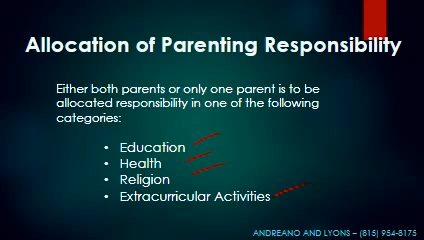 Allocation of Parenting Responsibility
Either both parents or only one parent is to be
allocated responsibility in one of the following
categories:
• Education
• Health
• Religion
• Extracurricular Activities
ANDREANO AND LYONS – (815) 954-8175